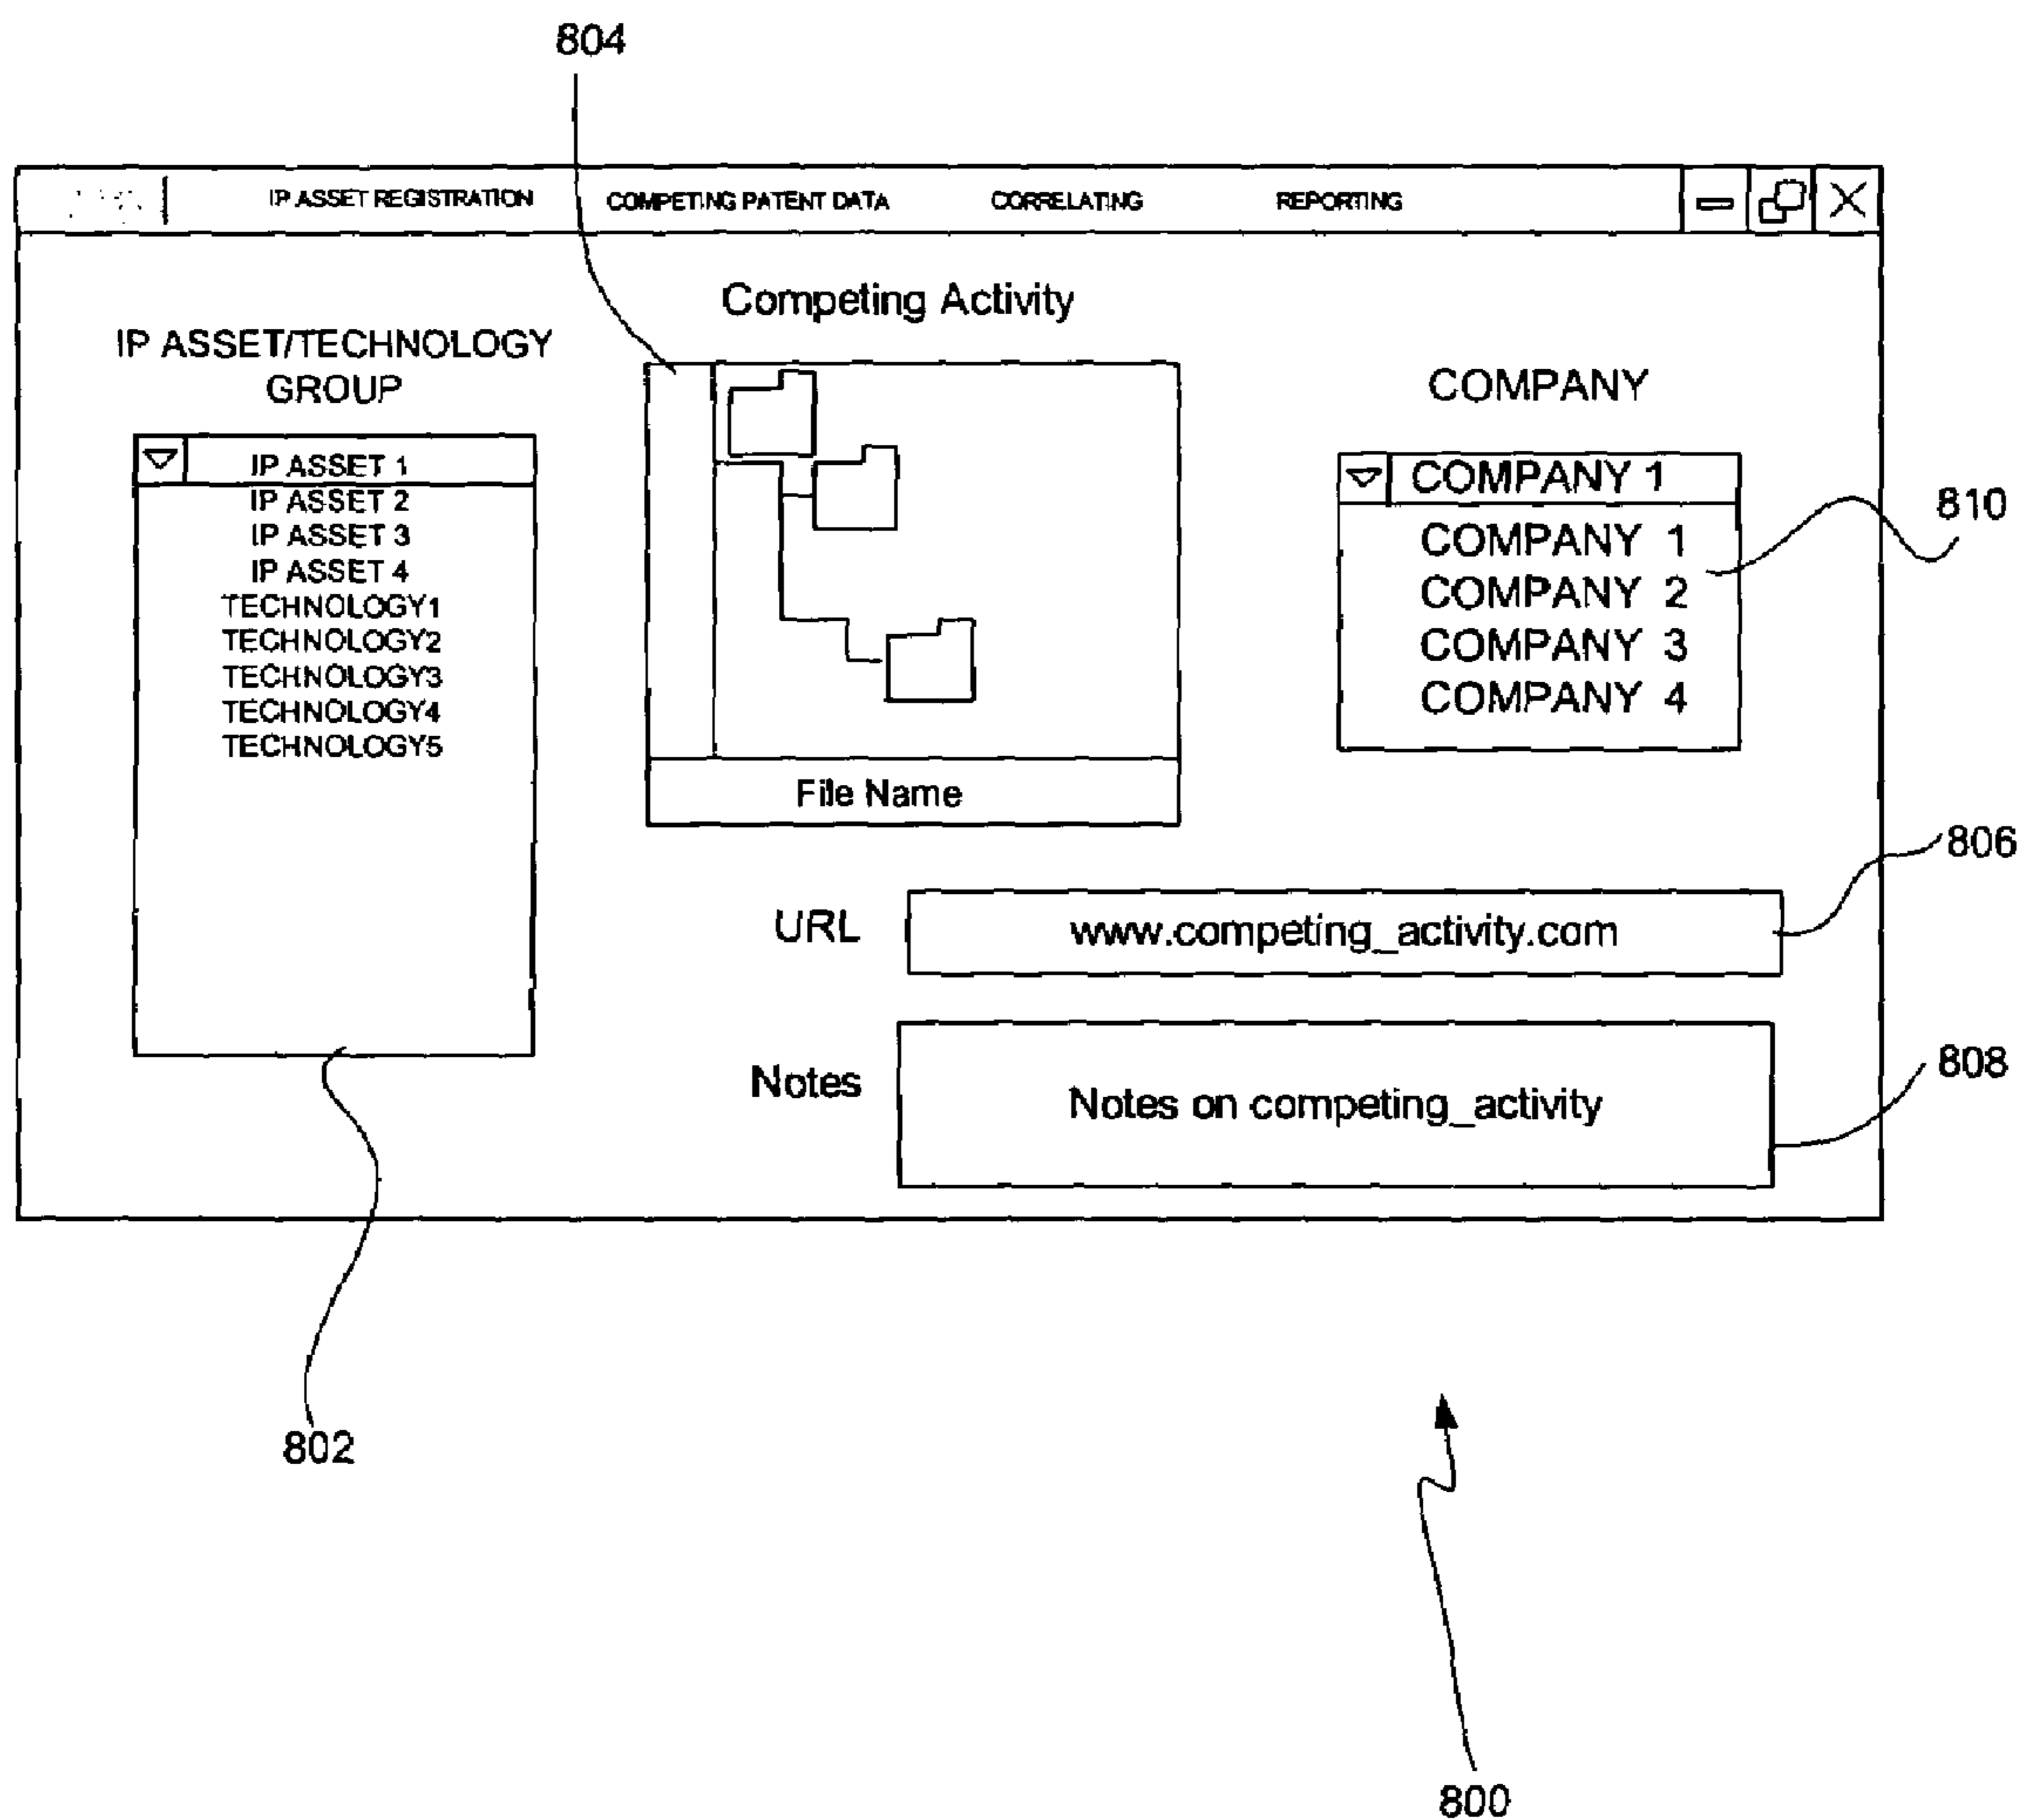 804
IP ASSET REGISTRATION COMPETING PATENT DATA CORRELATING REPORTING
Competing Activity
IP ASSET/TECHNOLOGY
GROUP
COMPANY
IP ASSET 1
IP ASSET 2
IP ASSET 3
IP ASSET 4
TECHNOLOGY1
TECHNOLOGY2
TECHNOLOGY3
TECHNOLOGY4
TECHNOLOGY5
File Name
COMPANY 1
COMPANY 1
COMPANY 2
COMPANY 3
COMPANY 4
810
806
URL www.competing_activity.com
808
Notes Notes on competing_activity
802
800